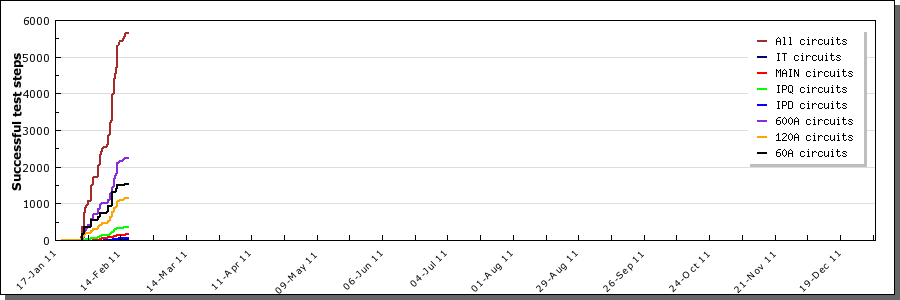 6000
5000
4000
3000
2000
1000
0
Successful test steps
All circuits
IT circuits
MAIN circuits
IPQ circuits
IPD circuits
600A circuits
120A circuits
60A circuits
17-Jan 11
14-Feb 11
14-Mar 11
11-Apr 11
09-May 11
06-Jun 11
04-Jul 11
01-Aug 11
29-Aug 11
26-Sep 11
24-Oct 11
21-Nov 11
19-Dec 11